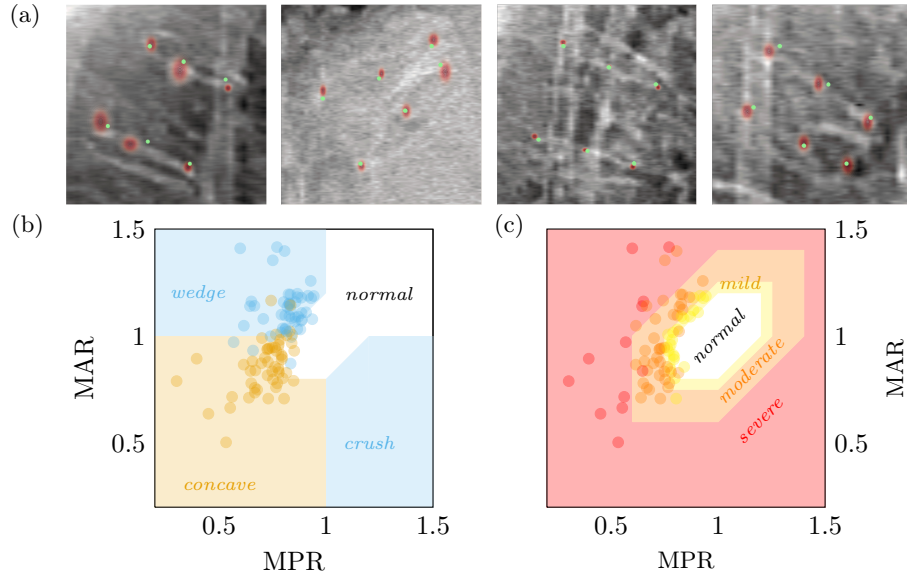 (a)
(b)
(c)
1.5
1
0.5
MAR
wedge
normal
concave
crush
0.5
1
1.5
MPR
mild
normal
moderate
severe
0.5
1
1.5
MPR
1.5
1
0.5
MAR